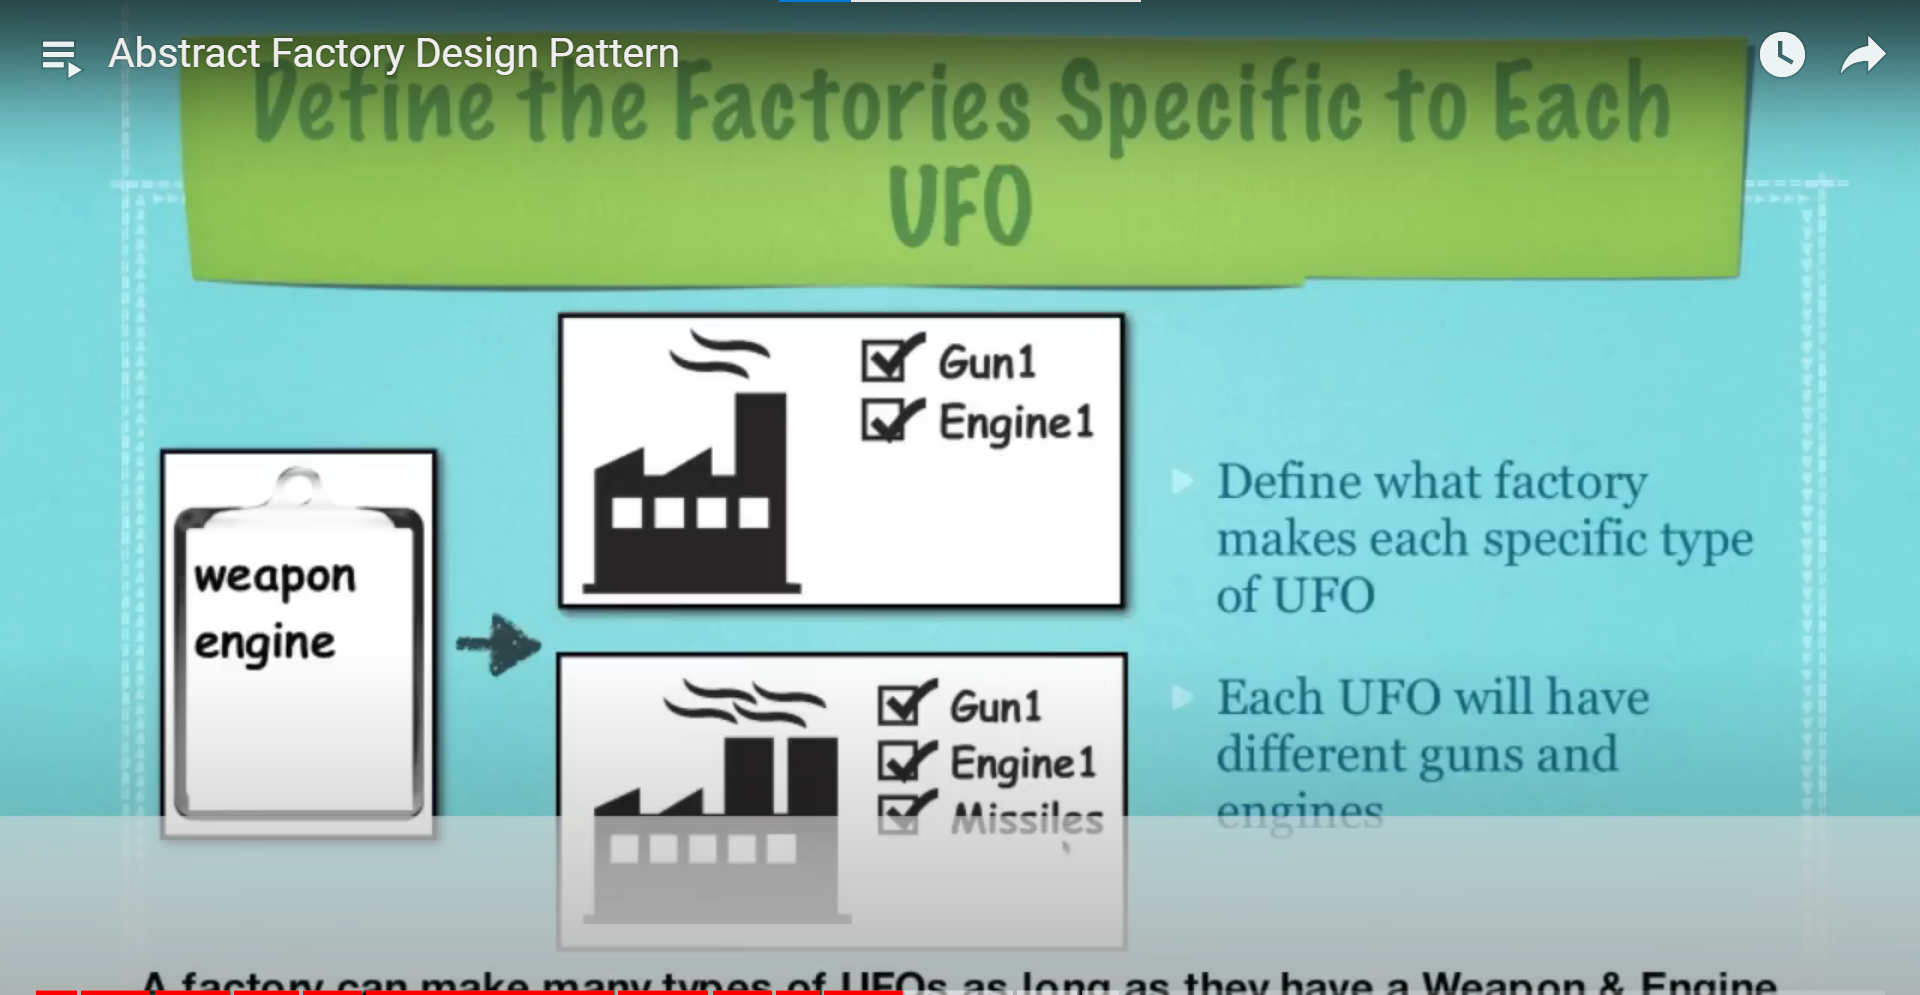 Abstract Factory Design Pattern
Define the Factories Specific to Each
UFO
weapon
engine
Gun1
Engine1
Gun1
Engine1
Missiles
Define what factory
makes each specific type
of UFO
Each UFO will have
different guns and
engines
A factory can make many types of UFOs as long as they have a Weapon & Engine